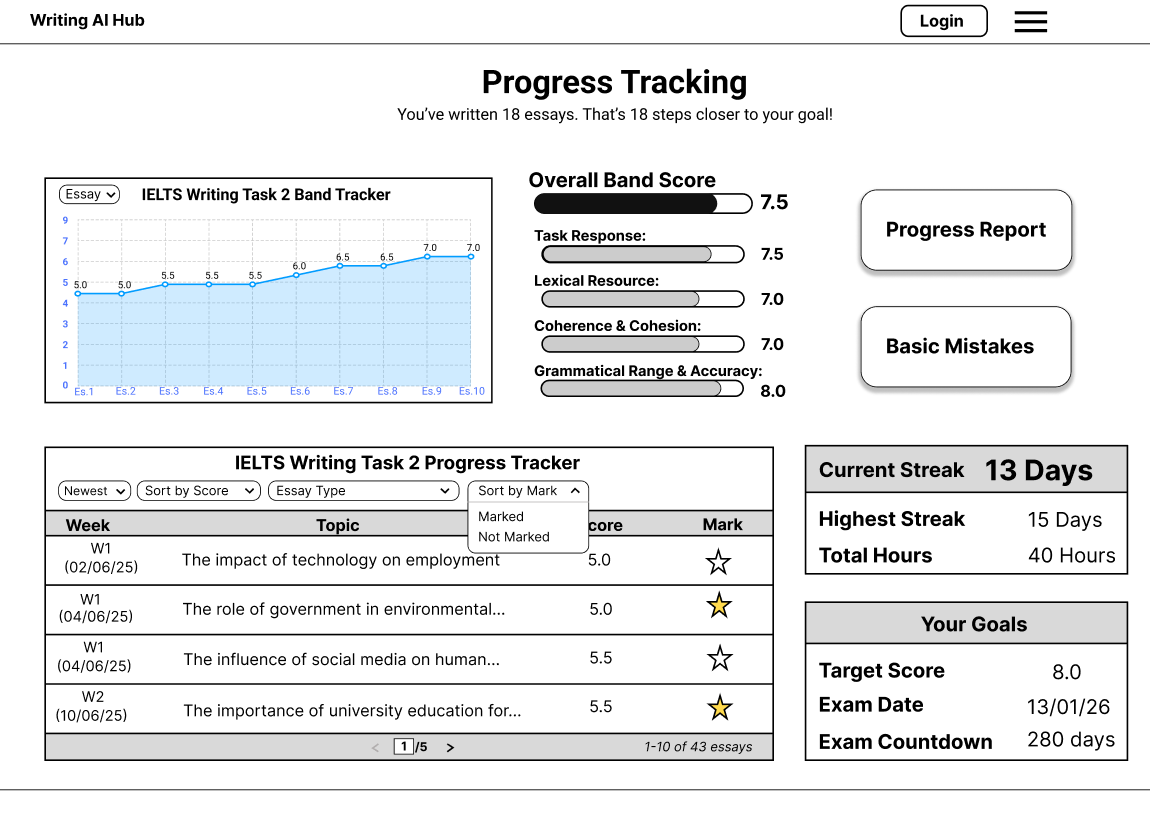 Writing AI Hub
Login
Progress Tracking
You've written 18 essays. That's 18 steps closer to your goal!
Essay
IELTS Writing Task 2 Band Tracker
9
7
6
5
4
3
2
1
0
5.0
5.0
5.5
5.5
5.5
6.0
6.5
6.5
7.0
7.0
Es.1
Es.2
Es.3
Es.4
Es.5
Es.6
Es.7
Es.8
Es.9
Es.10
Overall Band Score
7.5
Task Response:
7.5
Lexical Resource:
7.0
Coherence & Cohesion:
7.0
Grammatical Range & Accuracy:
8.0
Progress Report
Basic Mistakes
IELTS Writing Task 2 Progress Tracker
Newest
Sort by Score
Essay Type
Sort by Mark
Marked
Not Marked
Week
Topic
core
Mark
W1
(02/06/25)
The impact of technology on employment
5.0
W1
(04/06/25)
The role of government in environmental...
5.0
W1
(04/06/25)
The influence of social media on human...
5.5
W2
(10/06/25)
The importance of university education for...
5.5
< 1 /5 >
1-10 of 43 essays
Current Streak 13 Days
Highest Streak 15 Days
Total Hours 40 Hours
Your Goals
Target Score 8.0
Exam Date 13/01/26
Exam Countdown 280 days